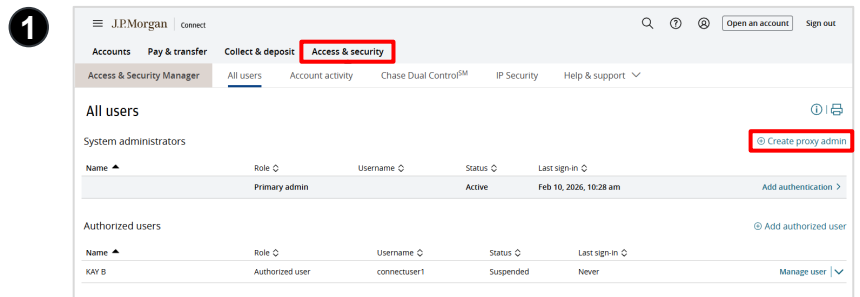 1
J.P.Morgan | Connect Open an account Sign out
Accounts Pay & transfer Collect & deposit Access & security
Access & Security Manager All users Account activity Chase Dual Control℠ IP Security Help & support
All users
System administrators Create proxy admin
Name Role Username Status Last sign-in
Primary admin Active Feb 10, 2026, 10:28 am Add authentication >
Authorized users Add authorized user
Name Role Username Status Last sign-in
KAY B Authorized user connectuser1 Suspended Never Manage user